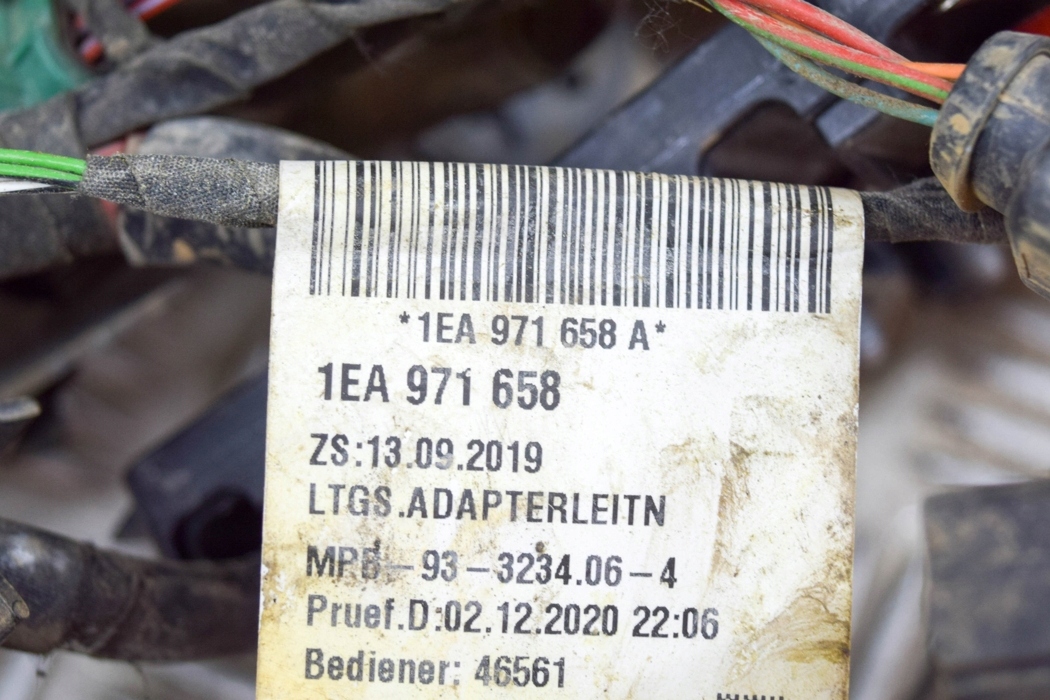 *1EA 971 658 A*
1EA 971 658
ZS:13.09.2019
LTGS.ADAPTERLEITN
MPB-93-3234.06-4
Pruef.D:02.12.2020 22:06
Bediener: 46561